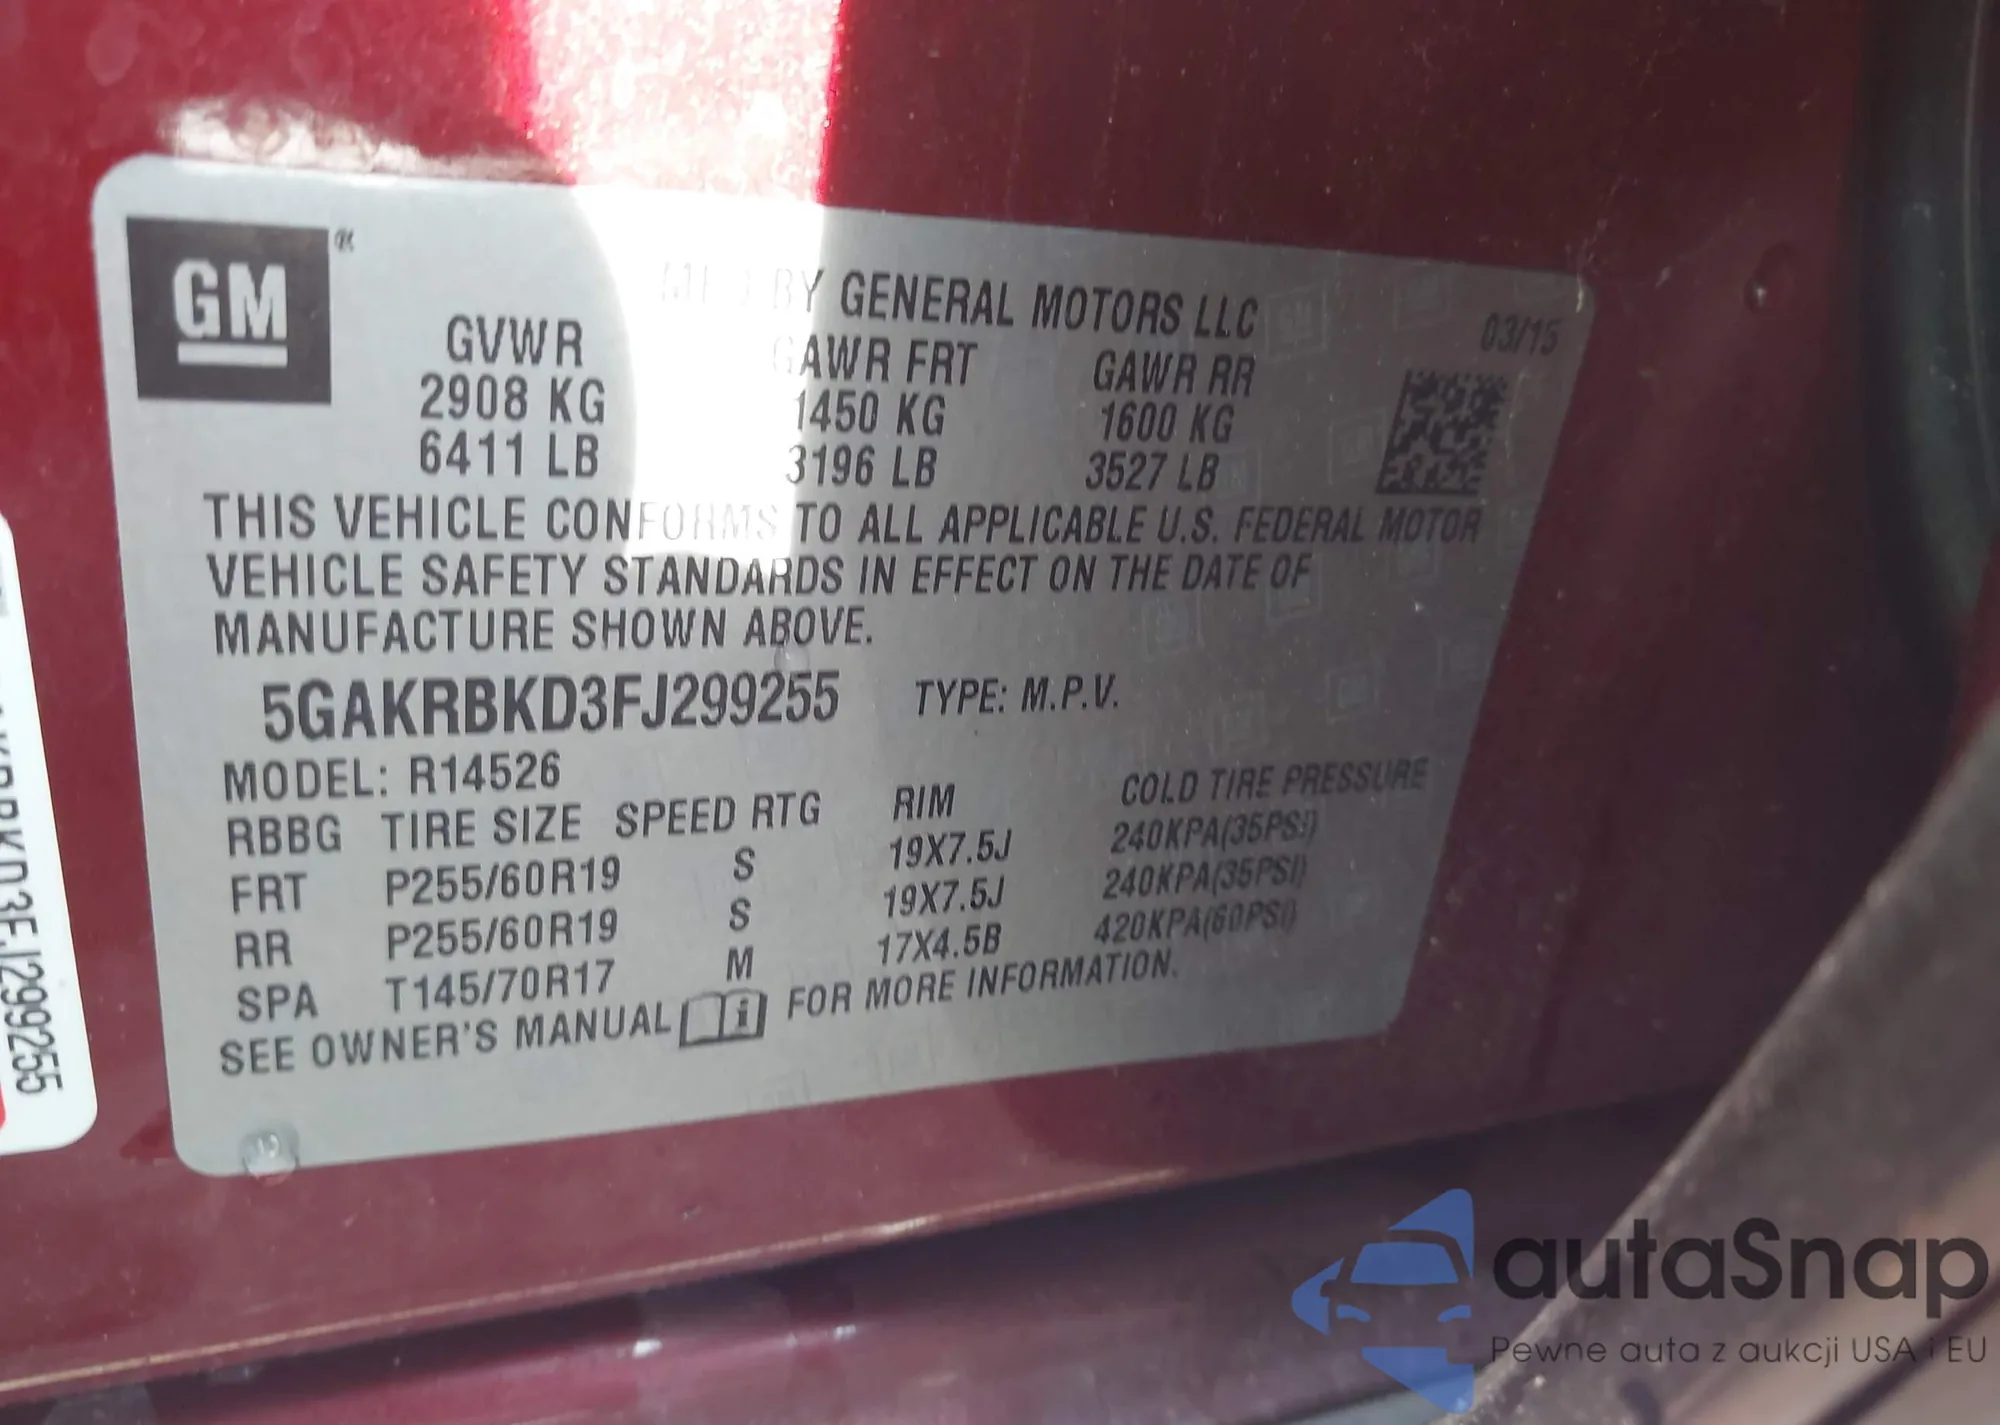 GM ®
MFD BY GENERAL MOTORS LLC
03/15
GVWR GAWR FRT GAWR RR
2908 KG 1450 KG 1600 KG
6411 LB 3196 LB 3527 LB
THIS VEHICLE CONFORMS TO ALL APPLICABLE U.S. FEDERAL MOTOR
VEHICLE SAFETY STANDARDS IN EFFECT ON THE DATE OF
MANUFACTURE SHOWN ABOVE.
5GAKRBKD3FJ299255 TYPE: M.P.V.
MODEL: R14526
RBBG TIRE SIZE SPEED RTG RIM COLD TIRE PRESSURE
FRT P255/60R19 S 19X7.5J 240KPA(35PSI)
RR P255/60R19 S 19X7.5J 240KPA(35PSI)
SPA T145/70R17 M 17X4.5B 420KPA(60PSI)
SEE OWNER'S MANUAL i FOR MORE INFORMATION.
autaSnap
Pewne auta z aukcji USA i EU